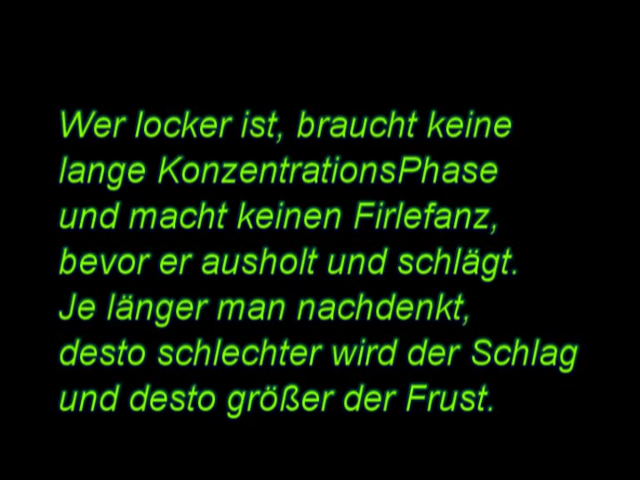 Wer locker ist, braucht keine
lange KonzentrationsPhase
und macht keinen Firlefanz,
bevor er ausholt und schlägt.
Je länger man nachdenkt,
desto schlechter wird der Schlag
und desto größer der Frust.